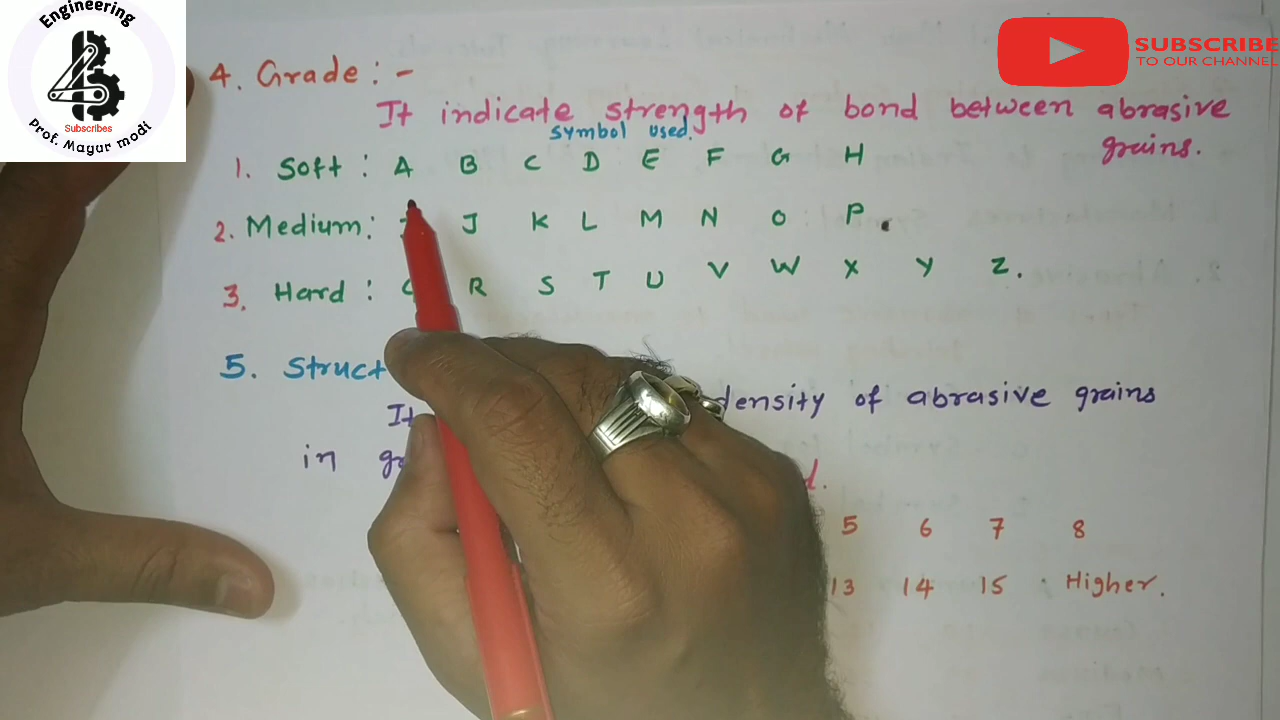 Engineering
Subscribes
Prof. Mayur modi
SUBSCRIBE
TO OUR CHANNEL
4. Grade : -
It indicate strength of bond between abrasive
grains.
symbol used.
1. Soft : A B C D E F G H
2. Medium: J K L M N O P
3. Hard : R S T U V W X Y Z.
5.
It density of abrasive grains
in
5 6 7 8
13 14 15 Higher.